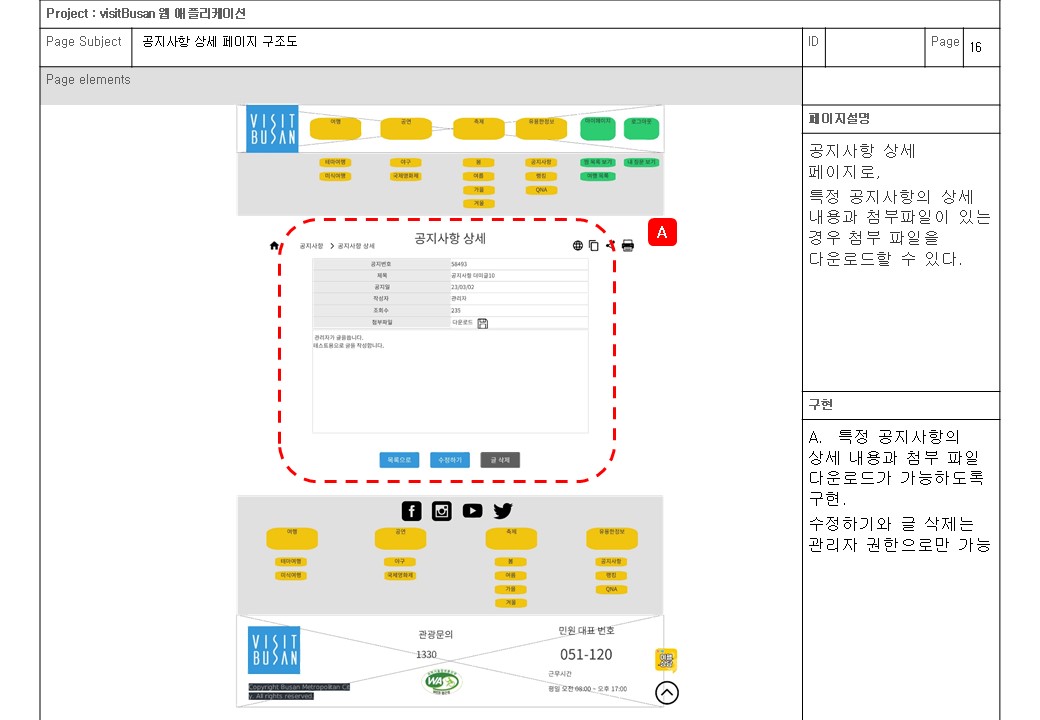 Project : visitBusan 웹 애플리케이션
Page Subject
공지사항 상세 페이지 구조도
ID
Page
16
Page elements
VISIT
BUSAN
여행
공연
축제
유용한정보
마이페이지
로그아웃
테마여행
야구
봄
공지사항
찜 목록 보기
내 질문 보기
미식여행
국제영화제
여름
랭킹
여행 목록
가을
QNA
겨울
공지사항
공지사항 상세
공지사항 상세
A
공지번호
58493
제목
공지사항 더미글10
공지일
23/03/02
작성자
관리자
조회수
235
첨부파일
다운로드
관리자가 글씁니다.
테스트용으로 글을 작성합니다.
목록으로
수정하기
글 삭제
여행
공연
축제
유용한정보
테마여행
야구
봄
공지사항
미식여행
국제영화제
여름
랭킹
가을
QNA
겨울
VISIT
BUSAN
Copyright Busan Metropolitan Cit
y. All rights reserved.
관광문의
1330
WA
민원 대표 번호
051-120
근무시간
평일 오전 08:00 ~ 오후 17:00
페이지설명
공지사항 상세
페이지로,
특정 공지사항의 상세
내용과 첨부파일이 있는
경우 첨부 파일을
다운로드할 수 있다.
구현
A. 특정 공지사항의
상세 내용과 첨부 파일
다운로드가 가능하도록
구현.
수정하기와 글 삭제는
관리자 권한으로만 가능